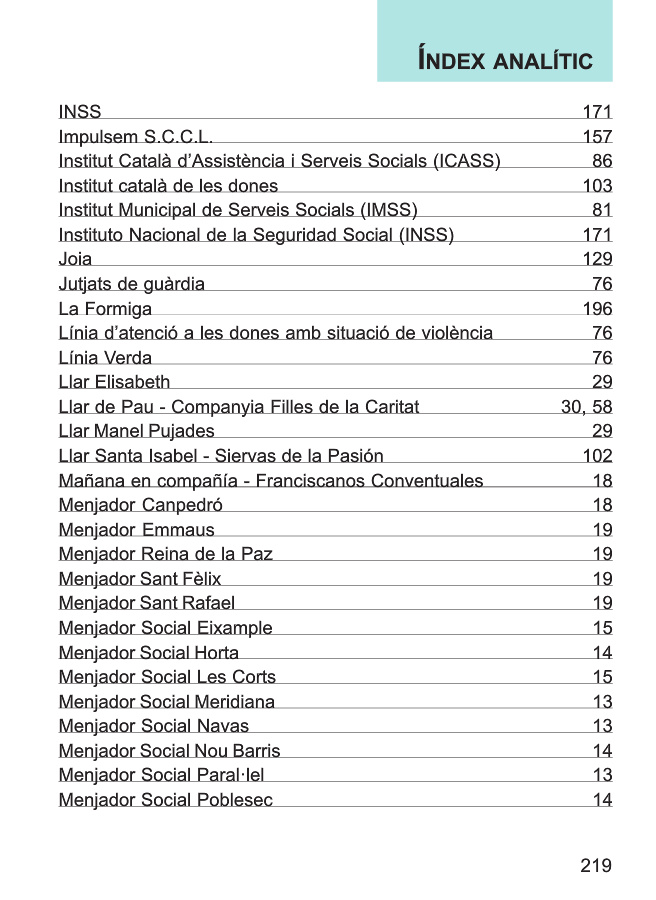 ÍNDEX ANALÍTIC
INSS 171
Impulsem S.C.C.L. 157
Institut Català d’Assistència i Serveis Socials (ICASS) 86
Institut català de les dones 103
Institut Municipal de Serveis Socials (IMSS) 81
Instituto Nacional de la Seguridad Social (INSS) 171
Joia 129
Jutjats de guàrdia 76
La Formiga 196
Línia d’atenció a les dones amb situació de violència 76
Línia Verda 76
Llar Elisabeth 29
Llar de Pau - Companyia Filles de la Caritat 30, 58
Llar Manel Pujades 29
Llar Santa Isabel - Siervas de la Pasión 102
Mañana en compañía - Franciscanos Conventuales 18
Menjador Canpedró 18
Menjador Emmaus 19
Menjador Reina de la Paz 19
Menjador Sant Fèlix 19
Menjador Sant Rafael 19
Menjador Social Eixample 15
Menjador Social Horta 14
Menjador Social Les Corts 15
Menjador Social Meridiana 13
Menjador Social Navas 13
Menjador Social Nou Barris 14
Menjador Social Paral·lel 13
Menjador Social Poblesec 14
219